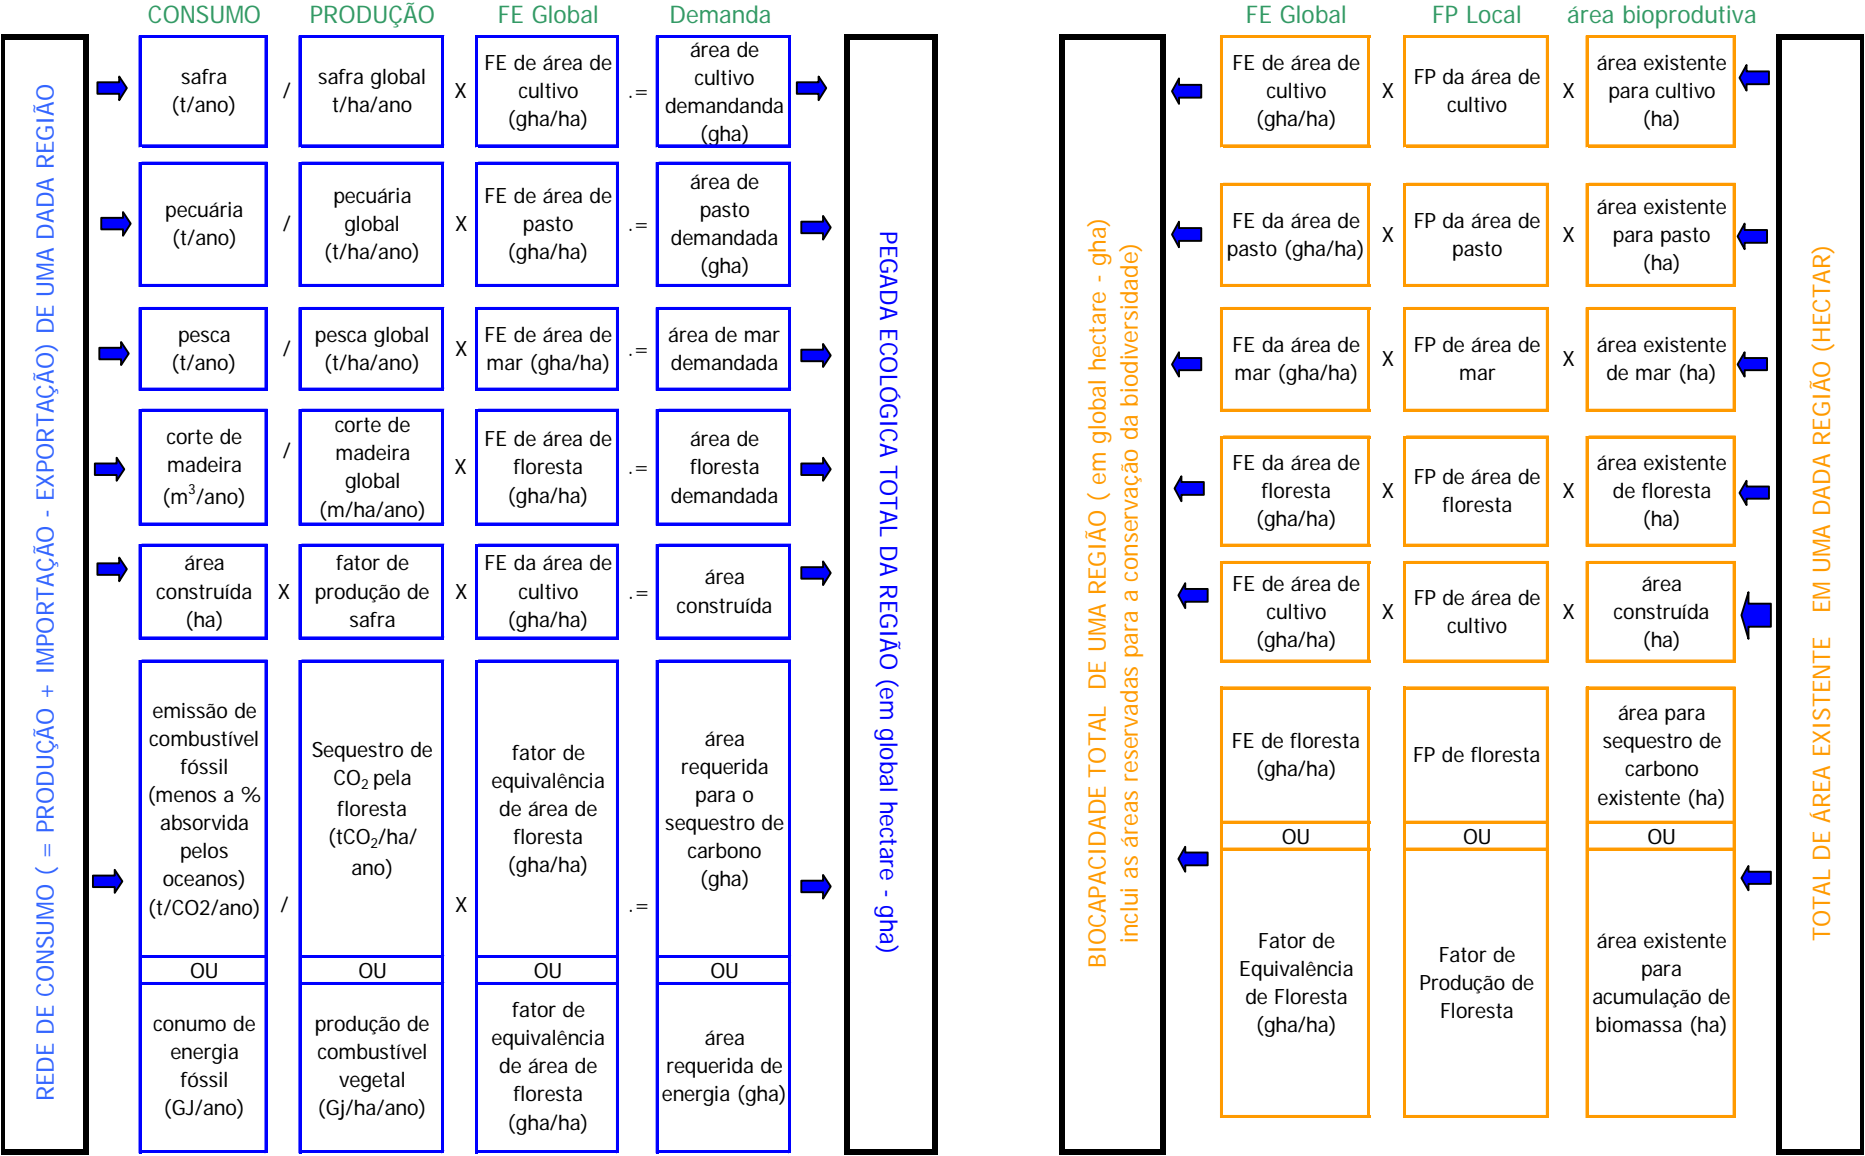 CONSUMO
PRODUÇÃO
FE Global
Demanda
REDE DE CONSUMO ( = PRODUÇÃO + IMPORTAÇÃO - EXPORTAÇÃO) DE UMA DADA REGIÃO
safra
(t/ano)
/
safra global
t/ha/ano
X
FE de área de
cultivo
(gha/ha)
.=
área de
cultivo
demandanda
(gha)
pecuária
(t/ano)
/
pecuária
global
(t/ha/ano)
X
FE de área de
pasto
(gha/ha)
.=
área de
pasto
demandada
(gha)
pesca
(t/ano)
/
pesca global
(t/ha/ano)
X
FE de área de
mar (gha/ha)
.=
área de mar
demandada
corte de
madeira
(m³/ano)
/
corte de
madeira
global
(m/ha/ano)
X
FE de área de
floresta
(gha/ha)
.=
área de
floresta
demandada
área
construída
(ha)
X
fator de
produção de
safra
X
FE da área de
cultivo
(gha/ha)
.=
área
construída
emissão de
combustível
fóssil
(menos a %
absorvida
pelos
oceanos)
(t/CO2/ano)
/
Sequestro de
CO₂ pela
floresta
(tCO₂/ha/
ano)
X
fator de
equivalência
de área de
floresta
(gha/ha)
.=
área
requerida
para o
sequestro de
carbono
(gha)
OU
OU
OU
OU
conumo de
energia
fóssil
(GJ/ano)
produção de
combustível
vegetal
(Gj/ha/ano)
fator de
equivalência
de área de
floresta
(gha/ha)
área
requerida de
energia (gha)
PEGADA ECOLÓGICA TOTAL DA REGIÃO (em global hectare - gha)
FE Global
FP Local
área bioprodutiva
BIOCAPACIDADE TOTAL DE UMA REGIÃO ( em global hectare - gha)
inclui as áreas reservadas para a conservação da biodiversidade)
FE de área de
cultivo
(gha/ha)
X
FP da área de
cultivo
X
área existente
para cultivo
(ha)
FE da área de
pasto (gha/ha)
X
FP da área de
pasto
X
área existente
para pasto
(ha)
FE da área de
mar (gha/ha)
X
FP de área de
mar
X
área existente
de mar (ha)
FE da área de
floresta
(gha/ha)
X
FP de área de
floresta
X
área existente
de floresta
(ha)
FE de área de
cultivo
(gha/ha)
X
FP de área de
cultivo
X
área
construída
(ha)
FE de floresta
(gha/ha)
FP de floresta
área para
sequestro de
carbono
existente (ha)
OU
OU
OU
Fator de
Equivalência
de Floresta
(gha/ha)
Fator de
Produção de
Floresta
área existente
para
acumulação de
biomassa (ha)
TOTAL DE ÁREA EXISTENTE EM UMA DADA REGIÃO (HECTAR)